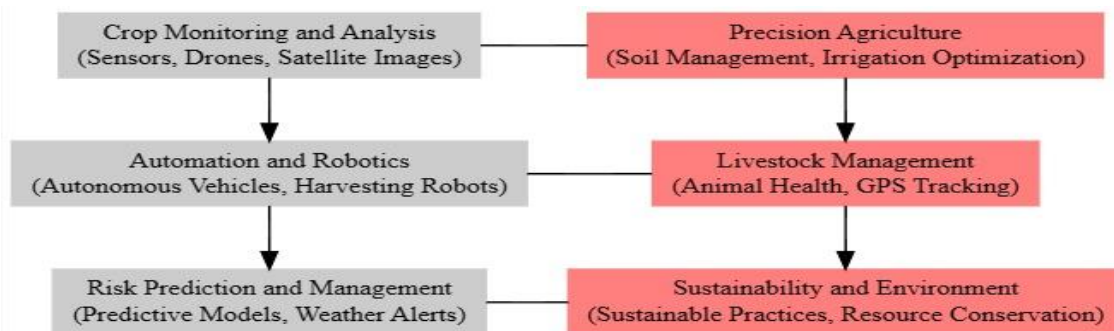 Crop Monitoring and Analysis
(Sensors, Drones, Satellite Images)
Precision Agriculture
(Soil Management, Irrigation Optimization)
Automation and Robotics
(Autonomous Vehicles, Harvesting Robots)
Livestock Management
(Animal Health, GPS Tracking)
Risk Prediction and Management
(Predictive Models, Weather Alerts)
Sustainability and Environment
(Sustainable Practices, Resource Conservation)